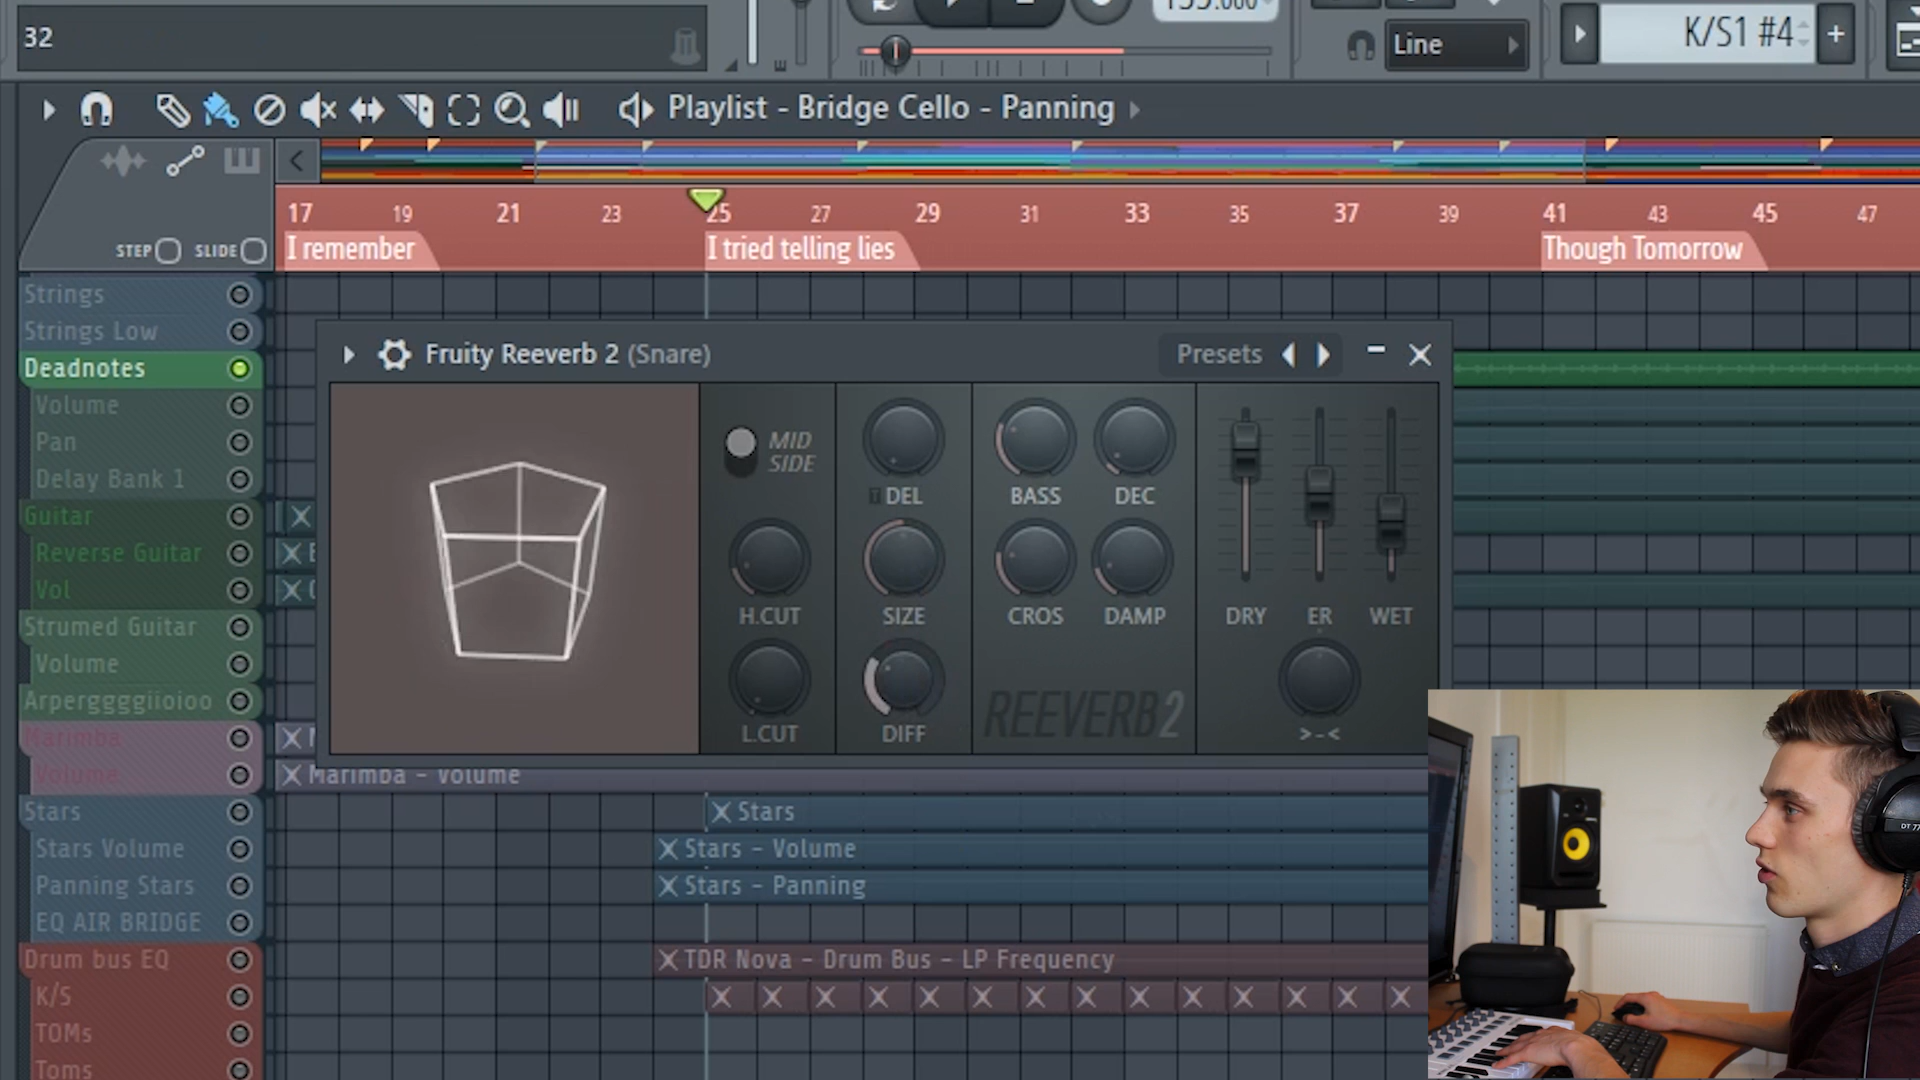 32
Line
K/S1 #4
Playlist - Bridge Cello - Panning
17 19 21 23 25 27 29 31 33 35 37 39 41 43 45 47
STEP SLIDE
I remember
I tried telling lies
Though Tomorrow
Strings
Strings Low
Deadnotes
Volume
Pan
Delay Bank 1
Guitar
Reverse Guitar
Vol
Strumed Guitar
Volume
Arperggggiioioo
Marimba
Volume
Stars
Stars Volume
Panning Stars
EQ AIR BRIDGE
Drum bus EQ
K/S
TOMs
Toms
Fruity Reeverb 2 (Snare)
Presets
MID
SIDE
DEL
BASS
DEC
H.CUT
SIZE
CROS
DAMP
DRY
ER
WET
L.CUT
DIFF
REEVERB2
>-<
Marimba - Volume
Stars
Stars - Volume
Stars - Panning
TDR Nova - Drum Bus - LP Frequency